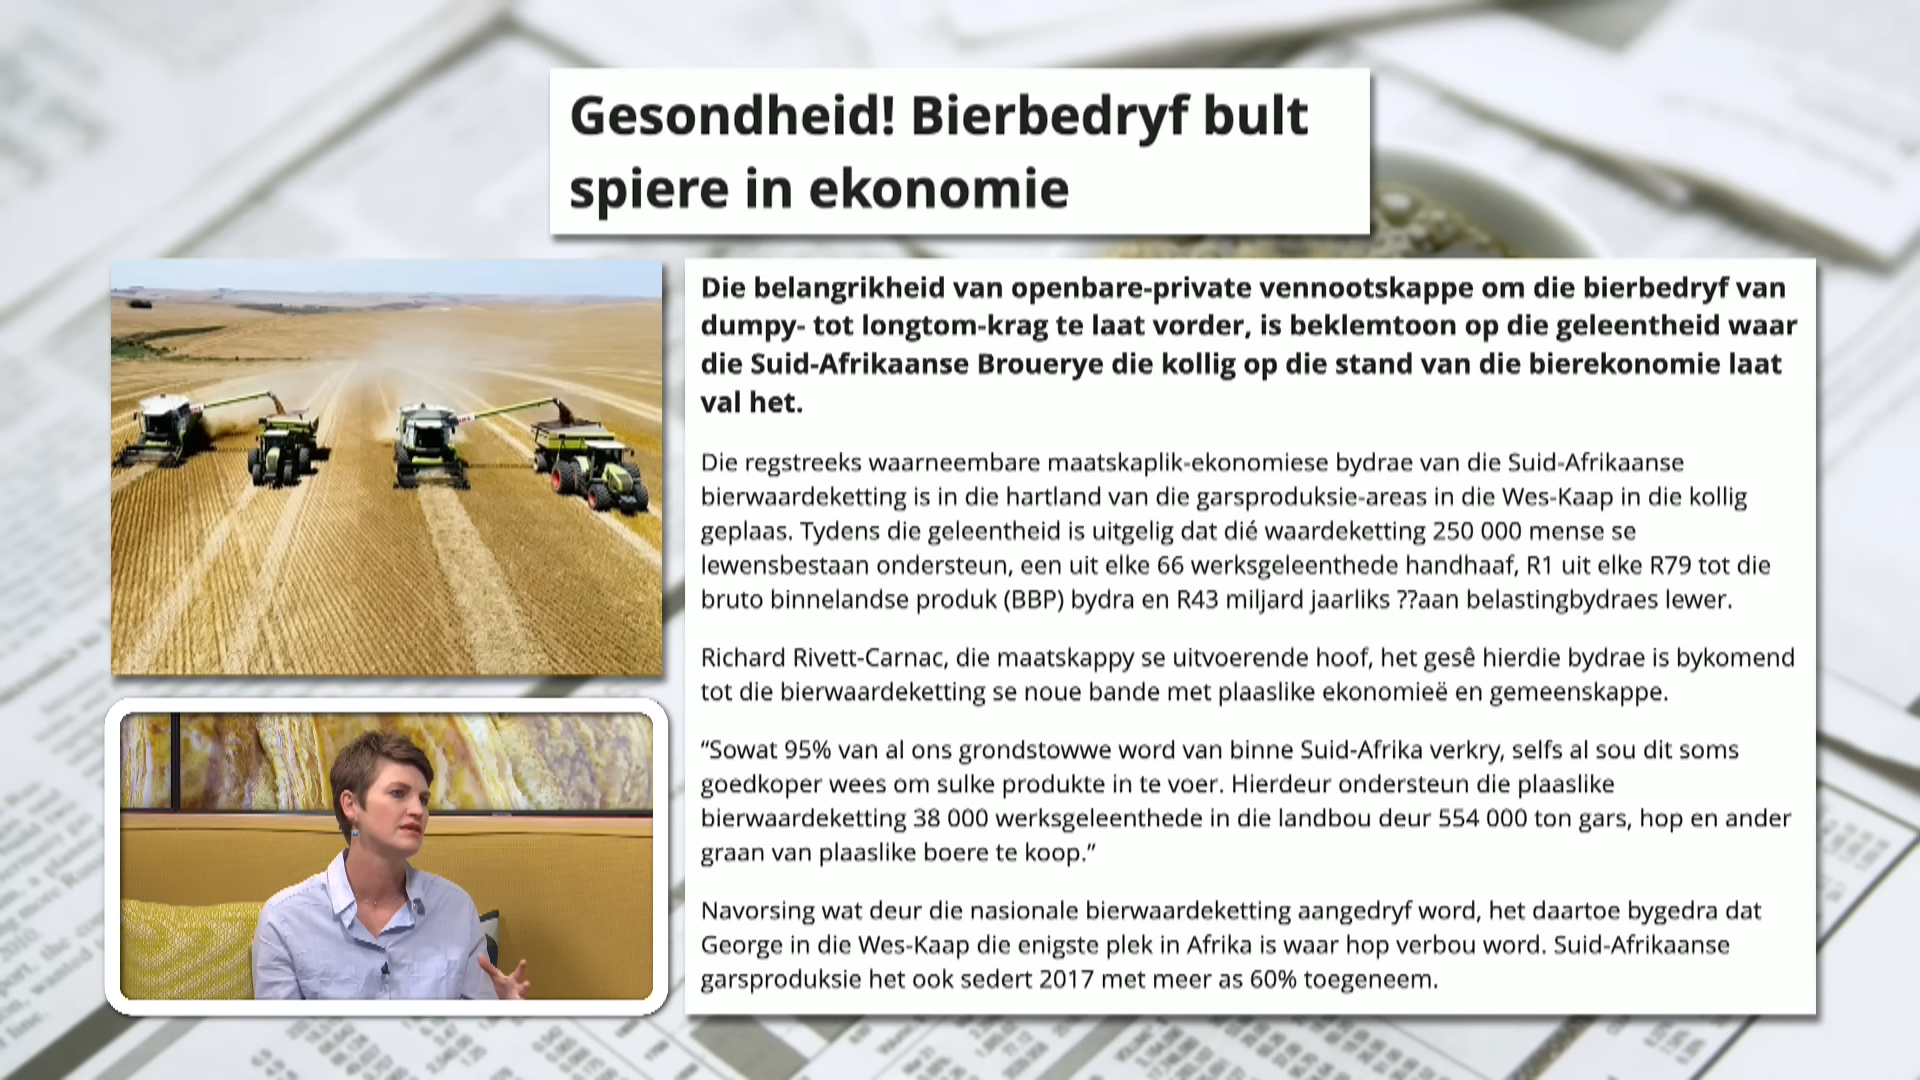 Gesondheid! Bierbedryf bult
spiere in ekonomie
Die belangrikheid van openbare-private vennootskappe om die bierbedryf van
dumpy- tot longtom-krag te laat vorder, is beklemtoon op die geleentheid waar
die Suid-Afrikaanse Brouerye die kollig op die stand van die bierekonomie laat
val het.
Die regstreeks waarneembare maatskaplik-ekonomiese bydrae van die Suid-Afrikaanse
bierwaardeketting is in die hartland van die garsproduksie-areas in die Wes-Kaap in die kollig
geplaas. Tydens die geleentheid is uitgelig dat dié waardeketting 250 000 mense se
lewensbestaan ondersteun, een uit elke 66 werksgeleenthede handhaaf, R1 uit elke R79 tot die
bruto binnelandse produk (BBP) bydra en R43 miljard jaarliks ??aan belastingbydraes lewer.
Richard Rivett-Carnac, die maatskappy se uitvoerende hoof, het gesê hierdie bydrae is bykomend
tot die bierwaardeketting se noue bande met plaaslike ekonomieë en gemeenskappe.
“Sowat 95% van al ons grondstowwe word van binne Suid-Afrika verkry, selfs al sou dit soms
goedkoper wees om sulke produkte in te voer. Hierdeur ondersteun die plaaslike
bierwaardeketting 38 000 werksgeleenthede in die landbou deur 554 000 ton gars, hop en ander
graan van plaaslike boere te koop.”
Navorsing wat deur die nasionale bierwaardeketting aangedryf word, het daartoe bygedra dat
George in die Wes-Kaap die enigste plek in Afrika is waar hop verbou word. Suid-Afrikaanse
garsproduksie het ook sedert 2017 met meer as 60% toegeneem.